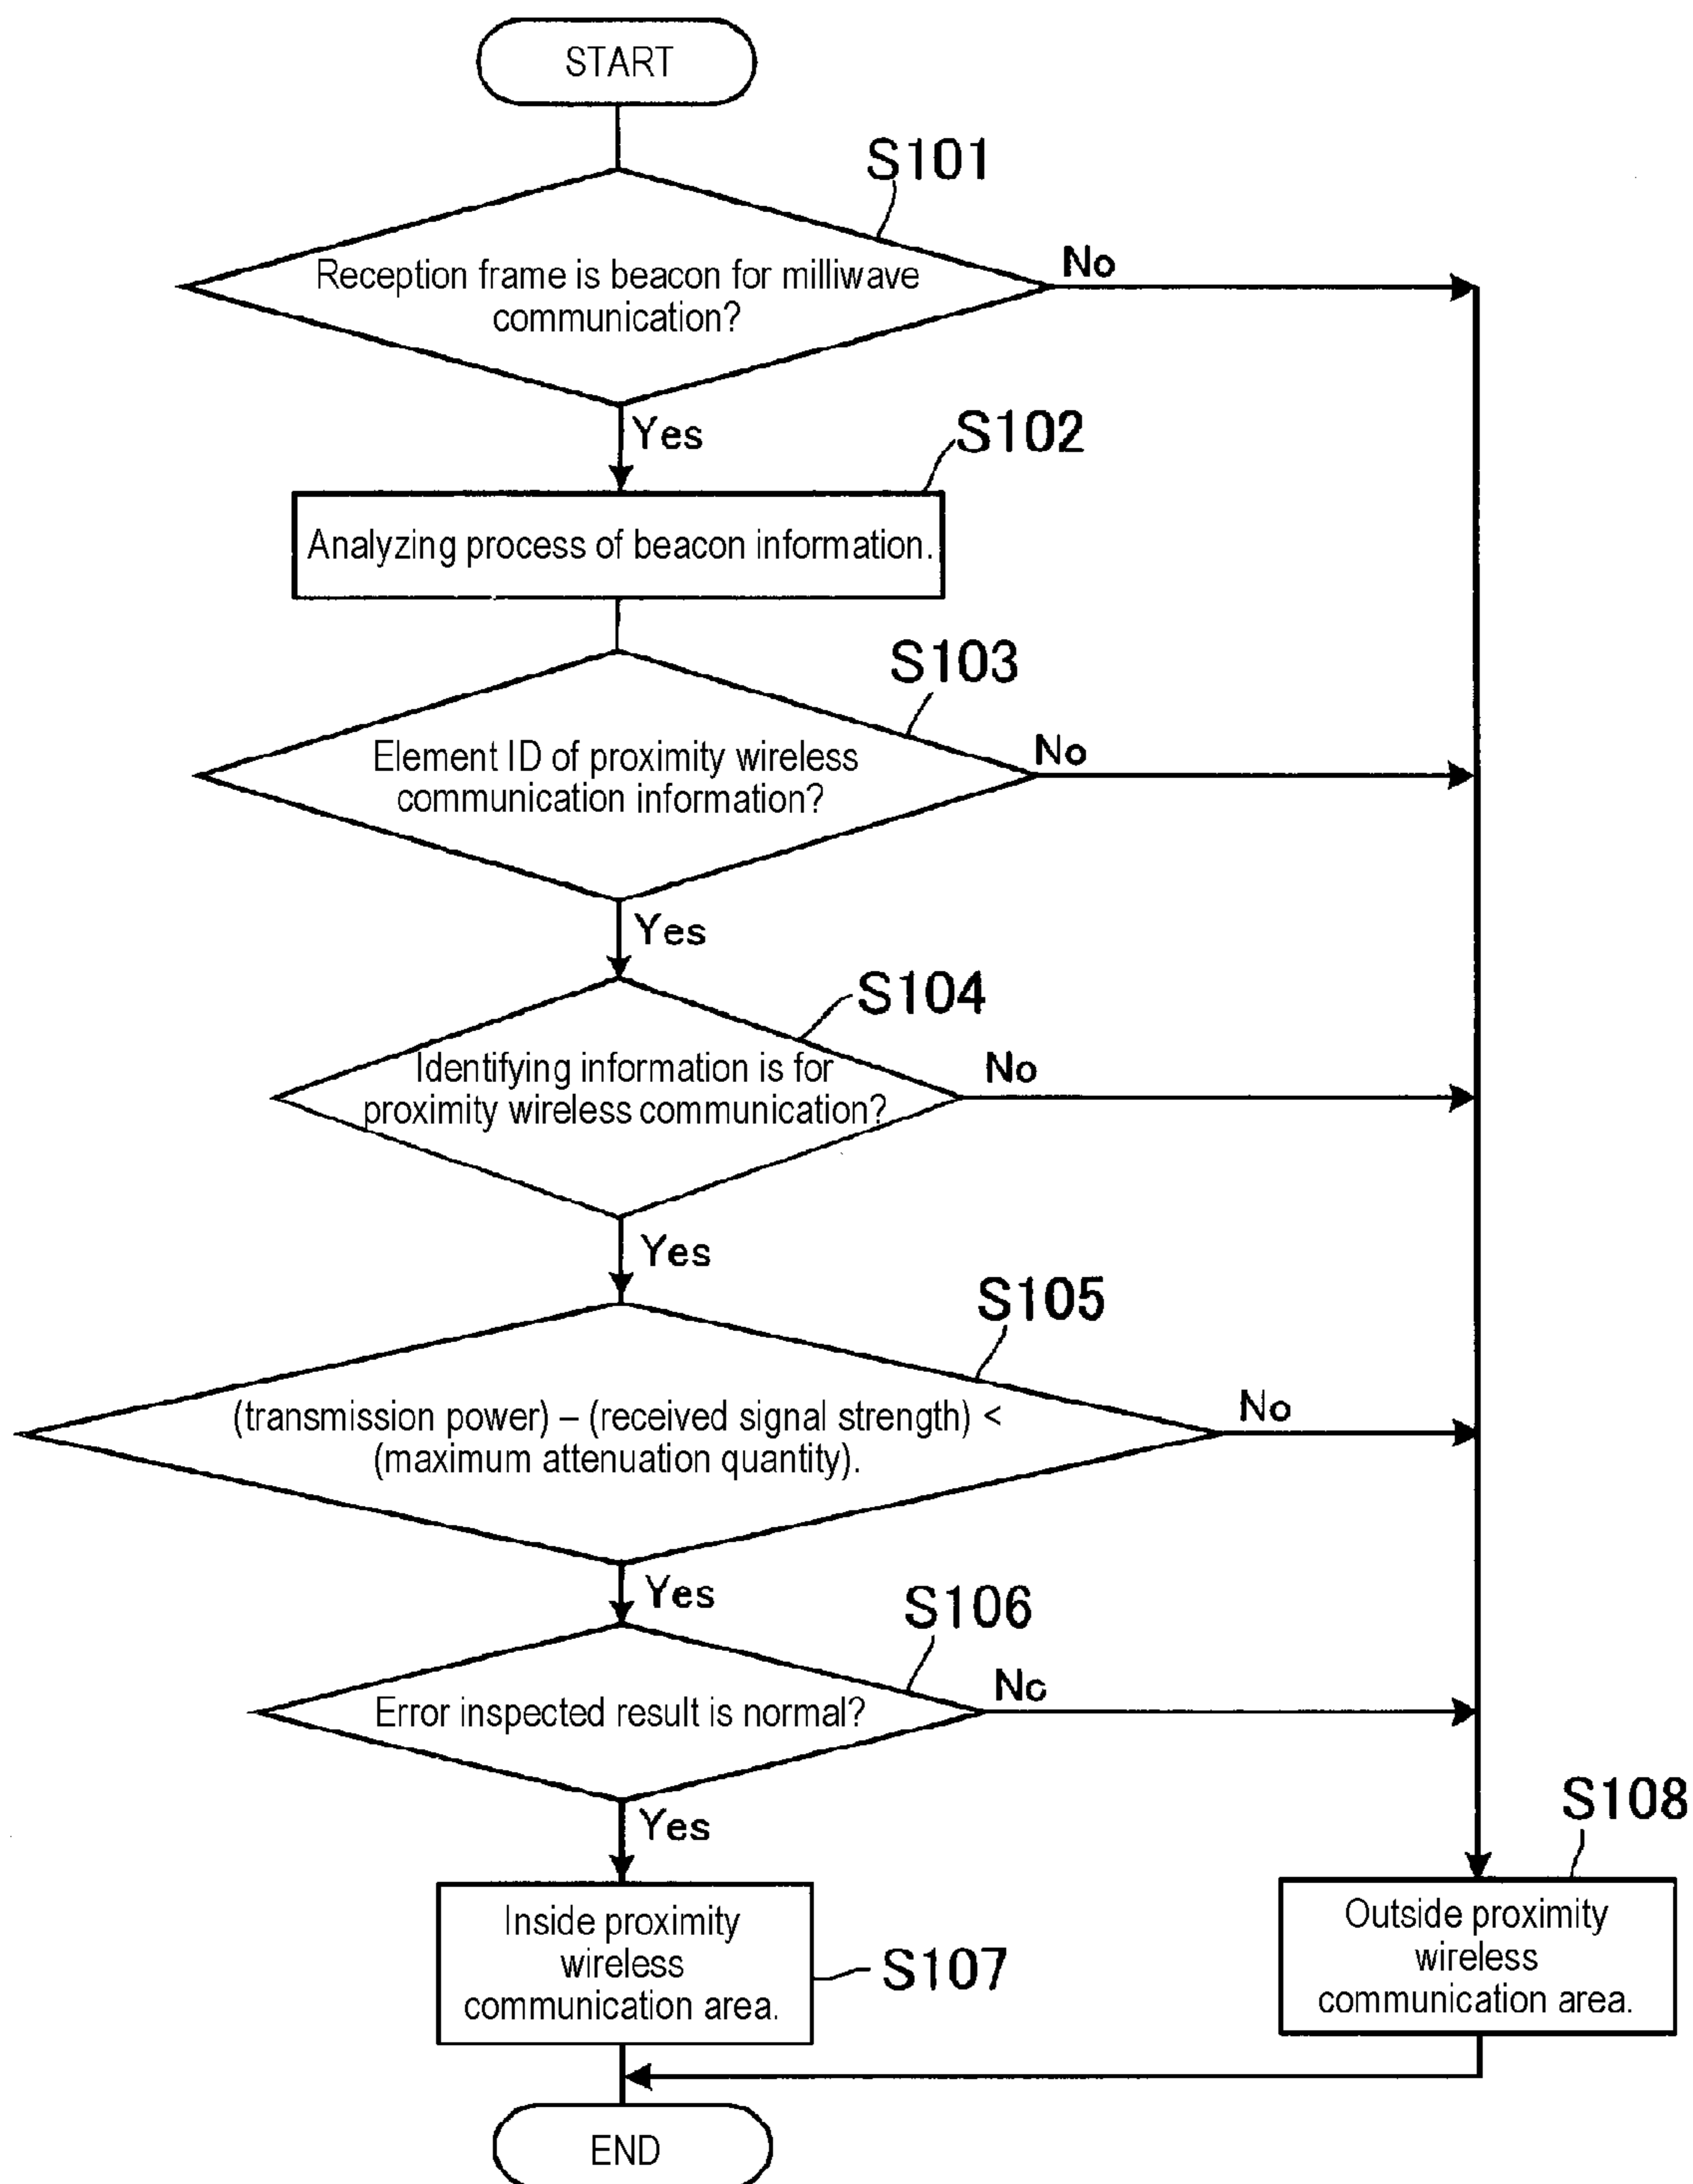 START
S101
Reception frame is beacon for milliwave
communication?
No
Yes
S102
Analyzing process of beacon information.
S103
Element ID of proximity wireless
communication information?
No
Yes
S104
Identifying information is for
proximity wireless communication?
No
Yes
S105
(transmission power) – (received signal strength) <
(maximum attenuation quantity).
No
Yes
S106
Error inspected result is normal?
No
Yes
S108
Inside proximity
wireless
communication area.
S107
Outside proximity
wireless
communication area.
END